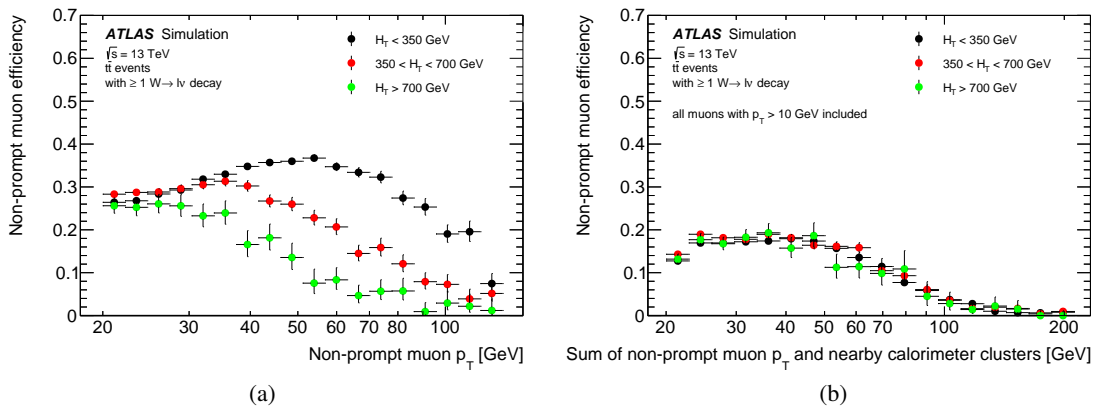 Non-prompt muon efficiency
0.7
0.6
0.5
0.4
0.3
0.2
0.1
0
ATLAS Simulation
√s = 13 TeV
tt̄ events
with ≥ 1 W→ lν decay
H_T < 350 GeV
350 < H_T < 700 GeV
H_T > 700 GeV
20 30 40 50 60 70 80 100
Non-prompt muon p_T [GeV]
(a)
Non-prompt muon efficiency
0.7
0.6
0.5
0.4
0.3
0.2
0.1
0
ATLAS Simulation
√s = 13 TeV
tt̄ events
with ≥ 1 W→ lν decay
H_T < 350 GeV
350 < H_T < 700 GeV
H_T > 700 GeV
all muons with p_T > 10 GeV included
20 30 40 50 60 70 100 200
Sum of non-prompt muon p_T and nearby calorimeter clusters [GeV]
(b)